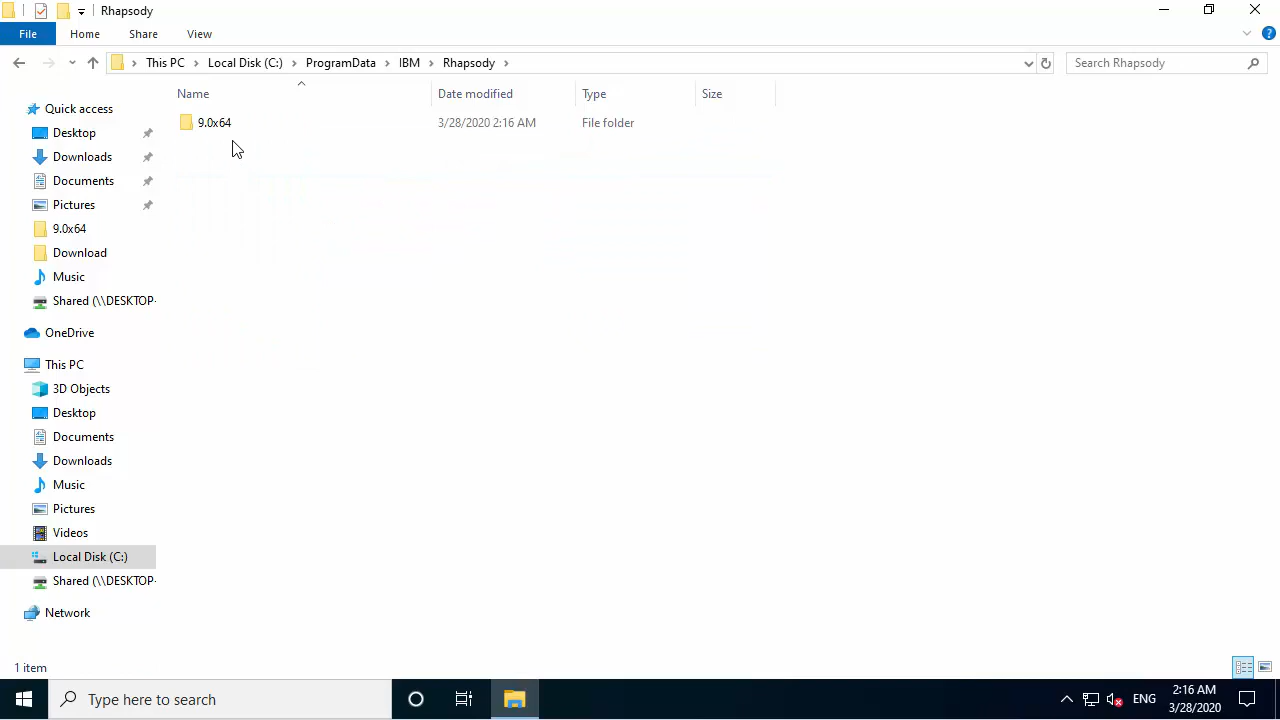 Rhapsody
File Home Share View
This PC Local Disk (C:) ProgramData IBM Rhapsody
Search Rhapsody
Name Date modified Type Size
9.0x64 3/28/2020 2:16 AM File folder
Quick access
Desktop
Downloads
Documents
Pictures
9.0x64
Download
Music
Shared (\\DESKTOP-
OneDrive
This PC
3D Objects
Desktop
Documents
Downloads
Music
Pictures
Videos
Local Disk (C:)
Shared (\\DESKTOP-
Network
1 item
Type here to search
ENG
2:16 AM
3/28/2020